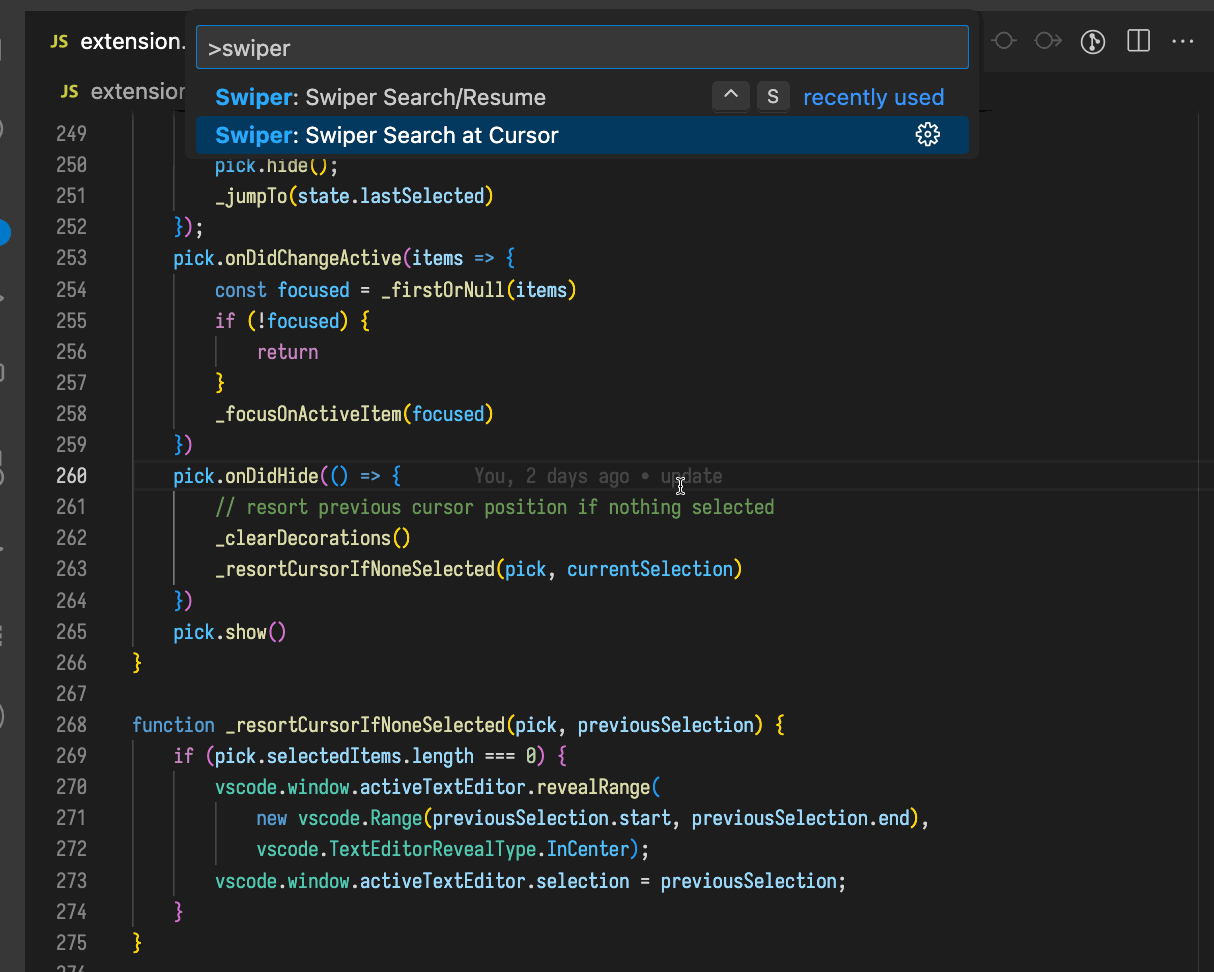 JS extension.
>swiper
JS extension
Swiper: Swiper Search/Resume ^ S recently used
Swiper: Swiper Search at Cursor
249
250 pick.hide();
251 _jumpTo(state.lastSelected)
252 });
253 pick.onDidChangeActive(items => {
254 const focused = _firstOrNull(items)
255 if (!focused) {
256 return
257 }
258 _focusOnActiveItem(focused)
259 })
260 pick.onDidHide(() => { You, 2 days ago • update
261 // resort previous cursor position if nothing selected
262 _clearDecorations()
263 _resortCursorIfNoneSelected(pick, currentSelection)
264 })
265 pick.show()
266 }
267
268 function _resortCursorIfNoneSelected(pick, previousSelection) {
269 if (pick.selectedItems.length === 0) {
270 vscode.window.activeTextEditor.revealRange(
271 new vscode.Range(previousSelection.start, previousSelection.end),
272 vscode.TextEditorRevealType.InCenter);
273 vscode.window.activeTextEditor.selection = previousSelection;
274 }
275 }